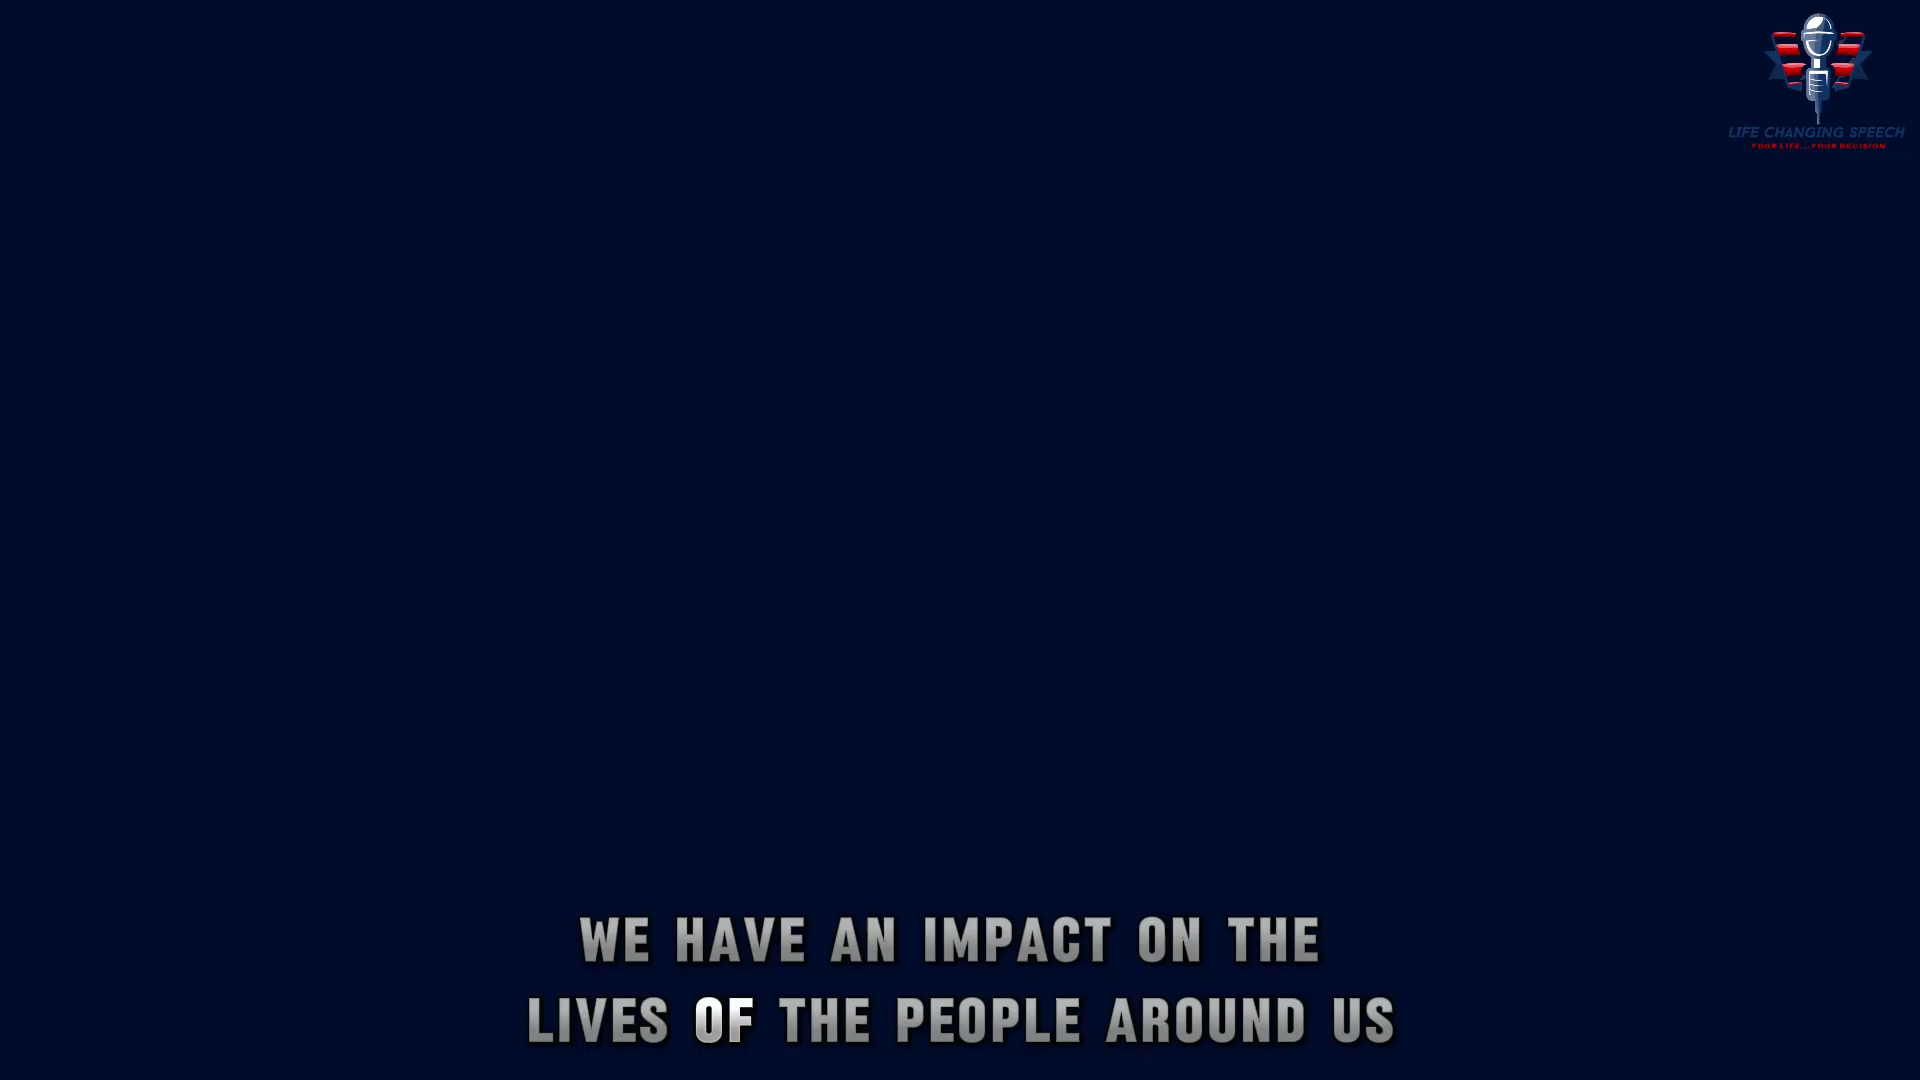 LIFE CHANGING SPEECH
YOUR LIFE...YOUR DECISION
WE HAVE AN IMPACT ON THE
LIVES OF THE PEOPLE AROUND US